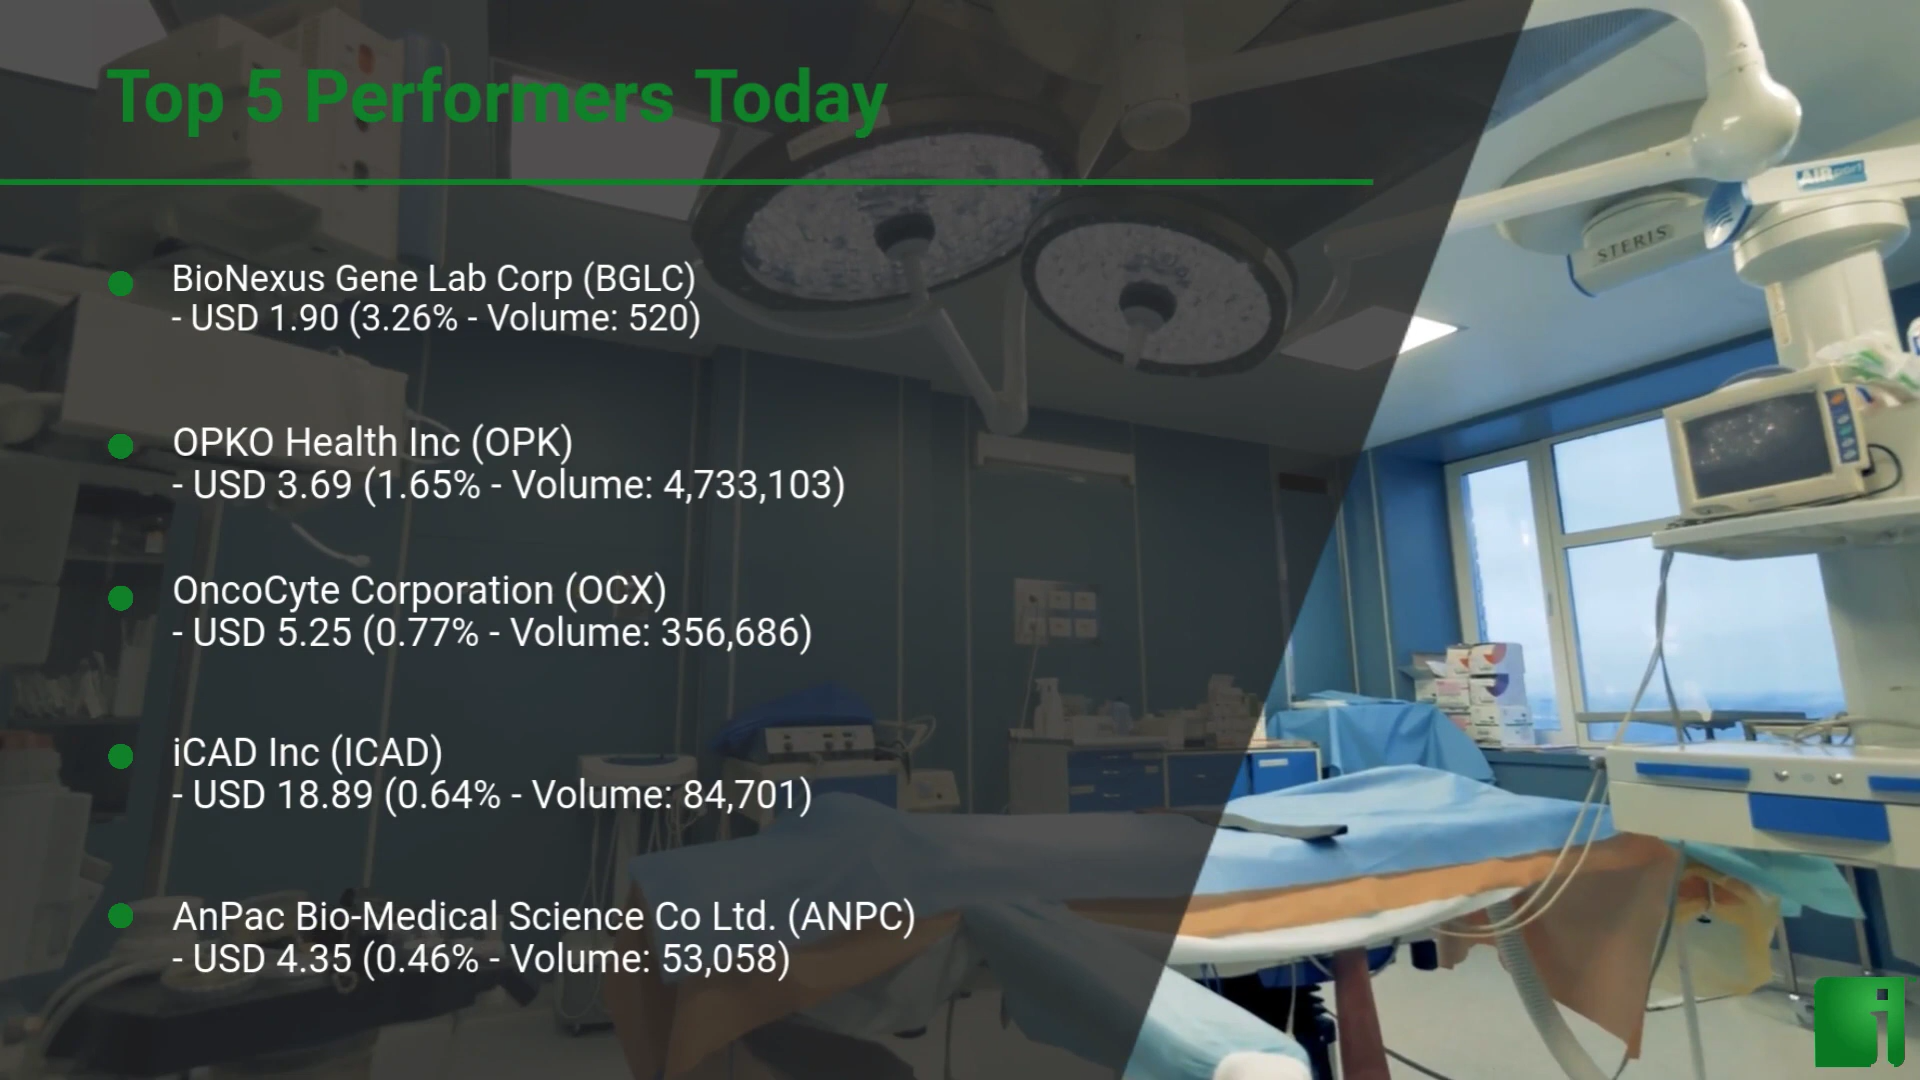 Top 5 Performers Today
BioNexus Gene Lab Corp (BGLC)
- USD 1.90 (3.26% - Volume: 520)
OPKO Health Inc (OPK)
- USD 3.69 (1.65% - Volume: 4,733,103)
OncoCyte Corporation (OCX)
- USD 5.25 (0.77% - Volume: 356,686)
iCAD Inc (ICAD)
- USD 18.89 (0.64% - Volume: 84,701)
AnPac Bio-Medical Science Co Ltd. (ANPC)
- USD 4.35 (0.46% - Volume: 53,058)
AIRport
STERIS